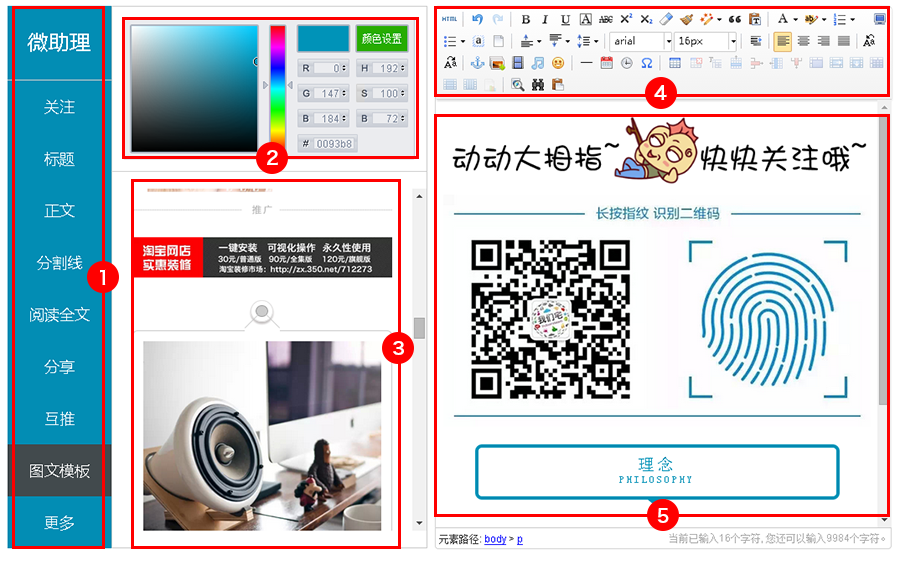 微助理
关注
标题
正文
分割线
阅读全文
分享
互推
图文模板
更多
1
颜色设置
R 0 H 192
G 147 S 100
B 184 B 72
# 0093b8
2
推广
淘宝网店
实惠装修
一键安装 可视化操作 永久性使用
30元/普通版 90元/全集版 120元/旗舰版
淘宝装修市场：http://zx.350.net/712273
3
HTML B I U A ABC X² X₂ A
a arial 16px
4
动动大拇指~ 快快关注哦~
长按指纹 识别二维码
我们吧
理念
PHILOSOPHY
5
元素路径: body > p
当前已输入16个字符, 您还可以输入9984个字符。